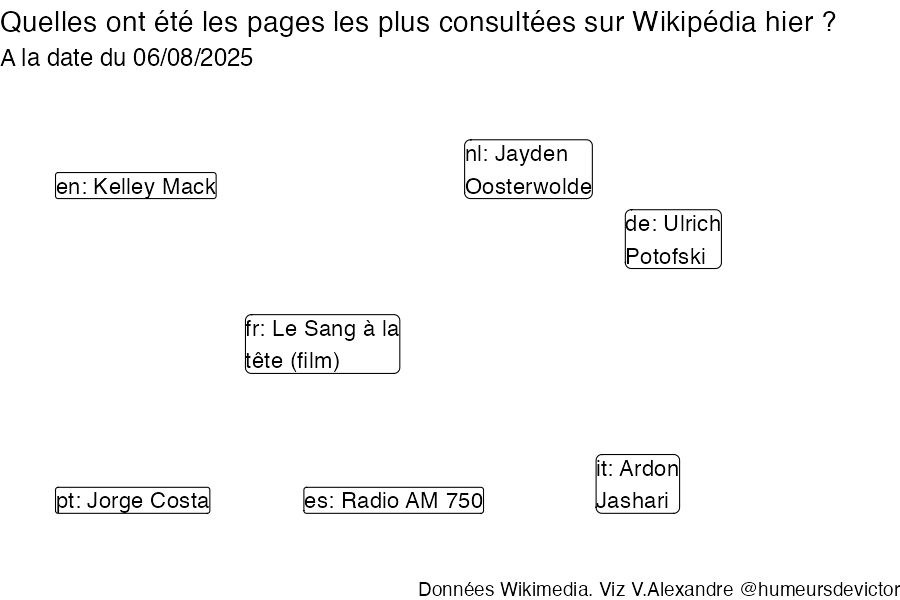 Quelles ont été les pages les plus consultées sur Wikipédia hier ?
A la date du 06/08/2025
nl: Jayden
Oosterwolde
en: Kelley Mack
de: Ulrich
Potofski
fr: Le Sang à la
tête (film)
it: Ardon
Jashari
pt: Jorge Costa
es: Radio AM 750
Données Wikimedia. Viz V.Alexandre @humeursdevictor